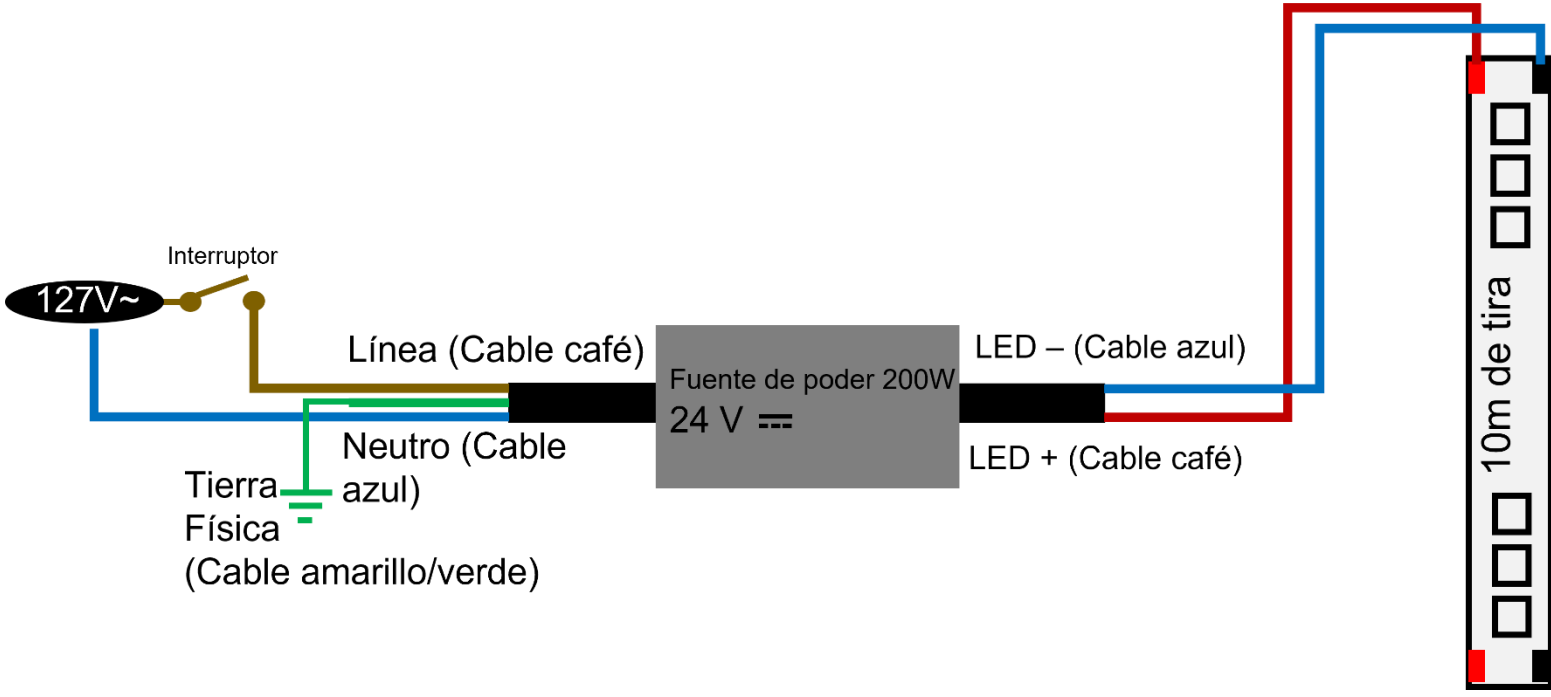 Interruptor
127V~
Línea (Cable café)
Neutro (Cable
azul)
Tierra
Física
(Cable amarillo/verde)
Fuente de poder 200W
24 V
LED – (Cable azul)
LED + (Cable café)
10m de tira